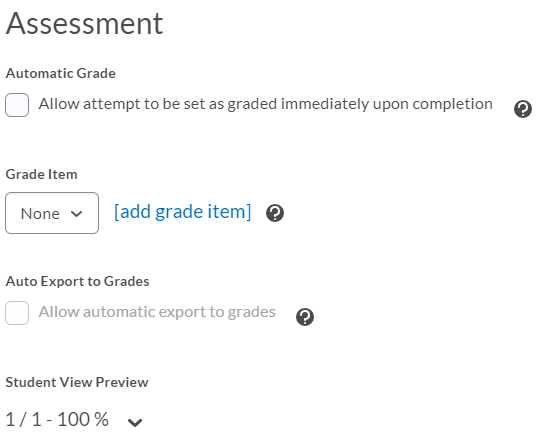 Assessment
Automatic Grade
Allow attempt to be set as graded immediately upon completion ?
Grade Item
None [add grade item] ?
Auto Export to Grades
Allow automatic export to grades ?
Student View Preview
1 / 1 - 100 %